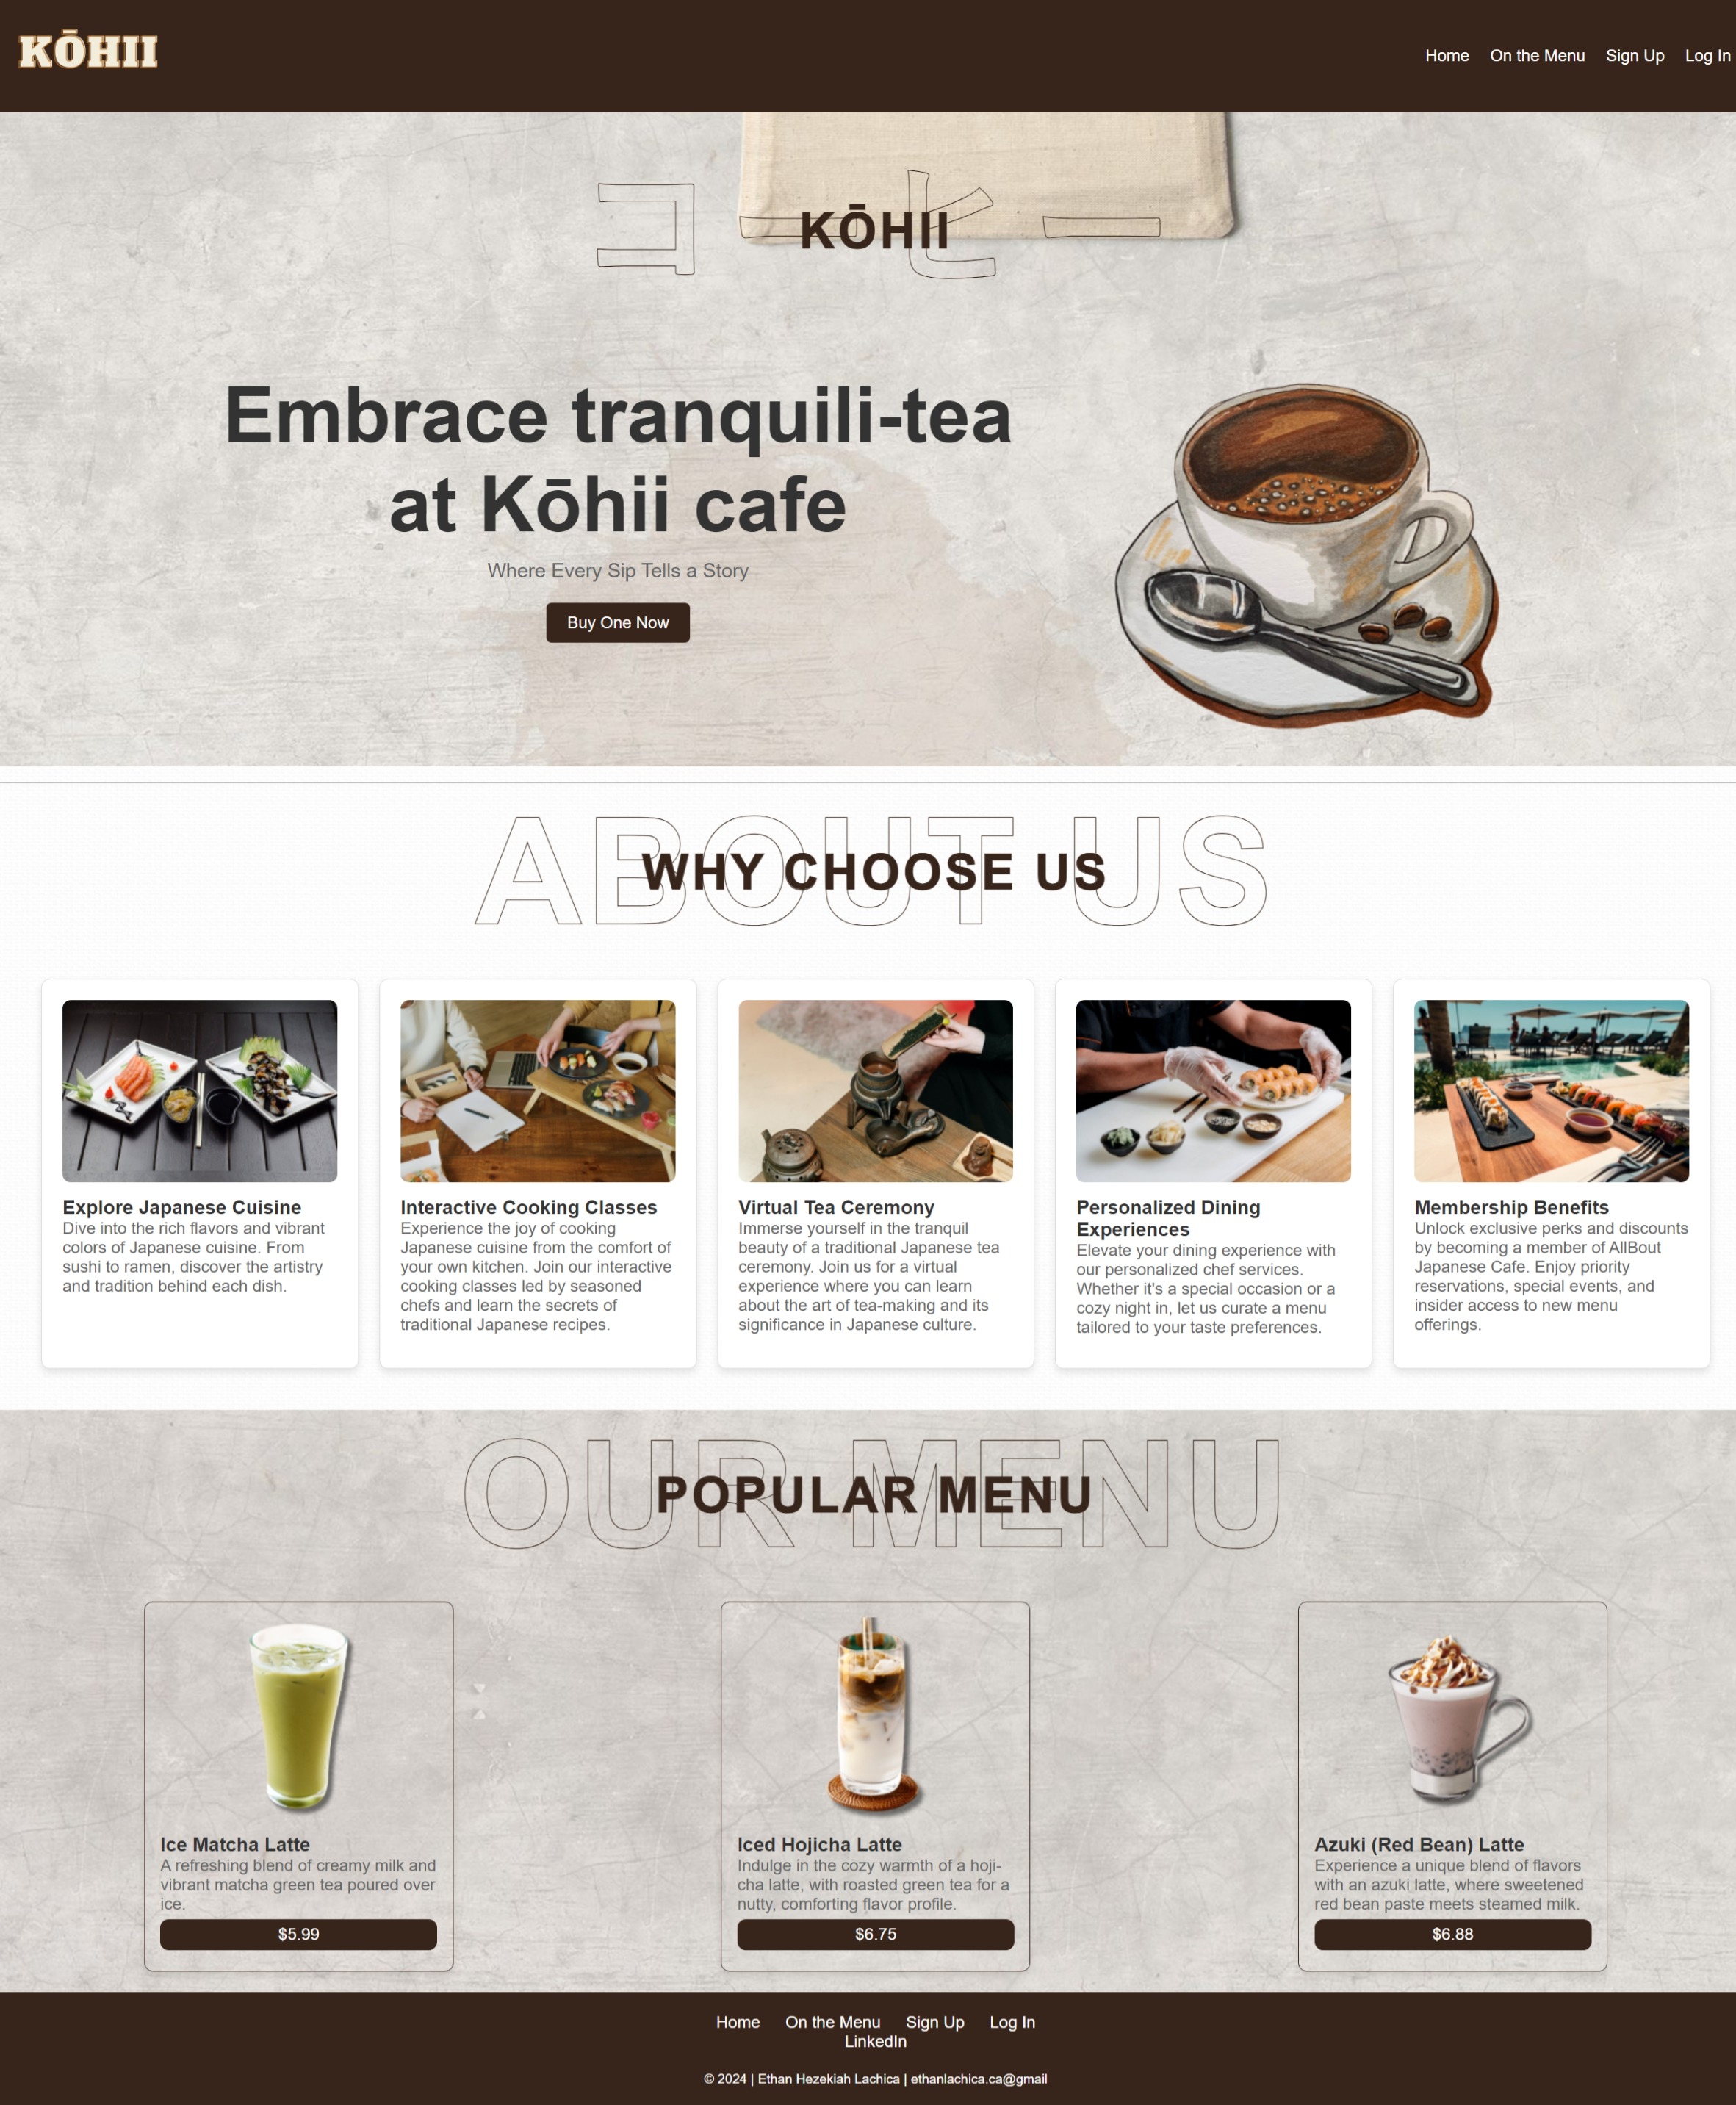 KŌHII
Home On the Menu Sign Up Log In
コーヒー
KŌHII
Embrace tranquili-tea
at Kōhii cafe
Where Every Sip Tells a Story
Buy One Now
ABOUT US
WHY CHOOSE US
Explore Japanese Cuisine
Dive into the rich flavors and vibrant
colors of Japanese cuisine. From
sushi to ramen, discover the artistry
and tradition behind each dish.
Interactive Cooking Classes
Experience the joy of cooking
Japanese cuisine from the comfort of
your own kitchen. Join our interactive
cooking classes led by seasoned
chefs and learn the secrets of
traditional Japanese recipes.
Virtual Tea Ceremony
Immerse yourself in the tranquil
beauty of a traditional Japanese tea
ceremony. Join us for a virtual
experience where you can learn
about the art of tea-making and its
significance in Japanese culture.
Personalized Dining
Experiences
Elevate your dining experience with
our personalized chef services.
Whether it's a special occasion or a
cozy night in, let us curate a menu
tailored to your taste preferences.
Membership Benefits
Unlock exclusive perks and discounts
by becoming a member of AllBout
Japanese Cafe. Enjoy priority
reservations, special events, and
insider access to new menu
offerings.
OUR MENU
POPULAR MENU
Ice Matcha Latte
A refreshing blend of creamy milk and
vibrant matcha green tea poured over
ice.
$5.99
Iced Hojicha Latte
Indulge in the cozy warmth of a hoji-
cha latte, with roasted green tea for a
nutty, comforting flavor profile.
$6.75
Azuki (Red Bean) Latte
Experience a unique blend of flavors
with an azuki latte, where sweetened
red bean paste meets steamed milk.
$6.88
Home On the Menu Sign Up Log In
LinkedIn
© 2024 | Ethan Hezekiah Lachica | ethanlachica.ca@gmail